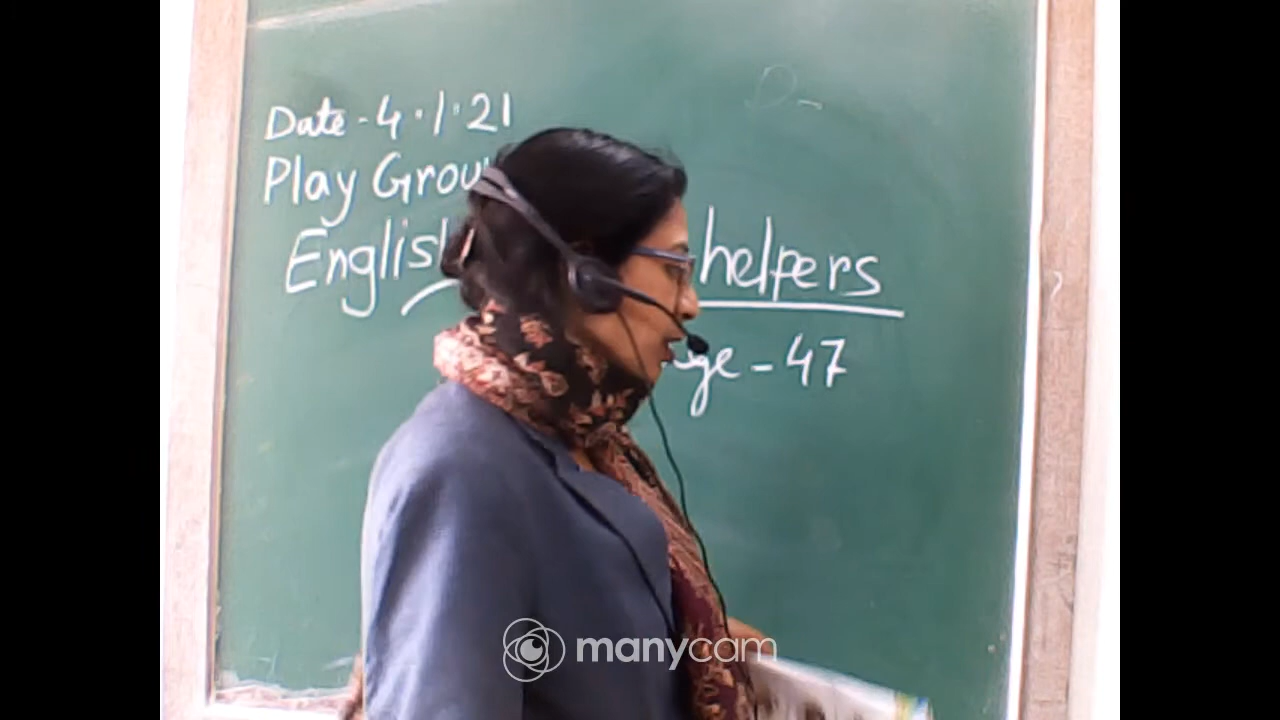 Date - 4.1.21
Play Grou
English helpers
ge - 47
D-
manycam